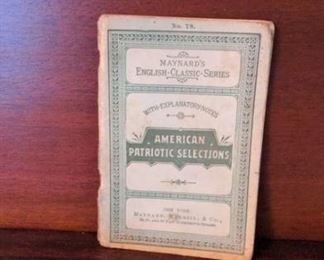 No. 78.
MAYNARD'S
ENGLISH·CLASSIC·SERIES
WITH·EXPLANATORY·NOTES
AMERICAN
PATRIOTIC SELECTIONS
NEW YORK
MAYNARD, MERRILL, & CO.,